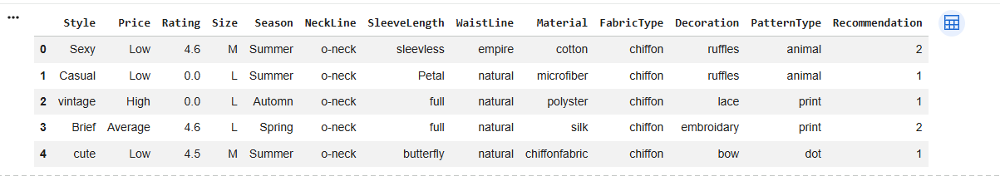 Style Price Rating Size Season NeckLine SleeveLength WaistLine Material FabricType Decoration PatternType Recommendation
0 Sexy Low 4.6 M Summer o-neck sleevless empire cotton chiffon ruffles animal 2
1 Casual Low 0.0 L Summer o-neck Petal natural microfiber chiffon ruffles animal 1
2 vintage High 0.0 L Automn o-neck full natural polyster chiffon lace print 1
3 Brief Average 4.6 L Spring o-neck full natural silk chiffon embroidary print 2
4 cute Low 4.5 M Summer o-neck butterfly natural chiffonfabric chiffon bow dot 1